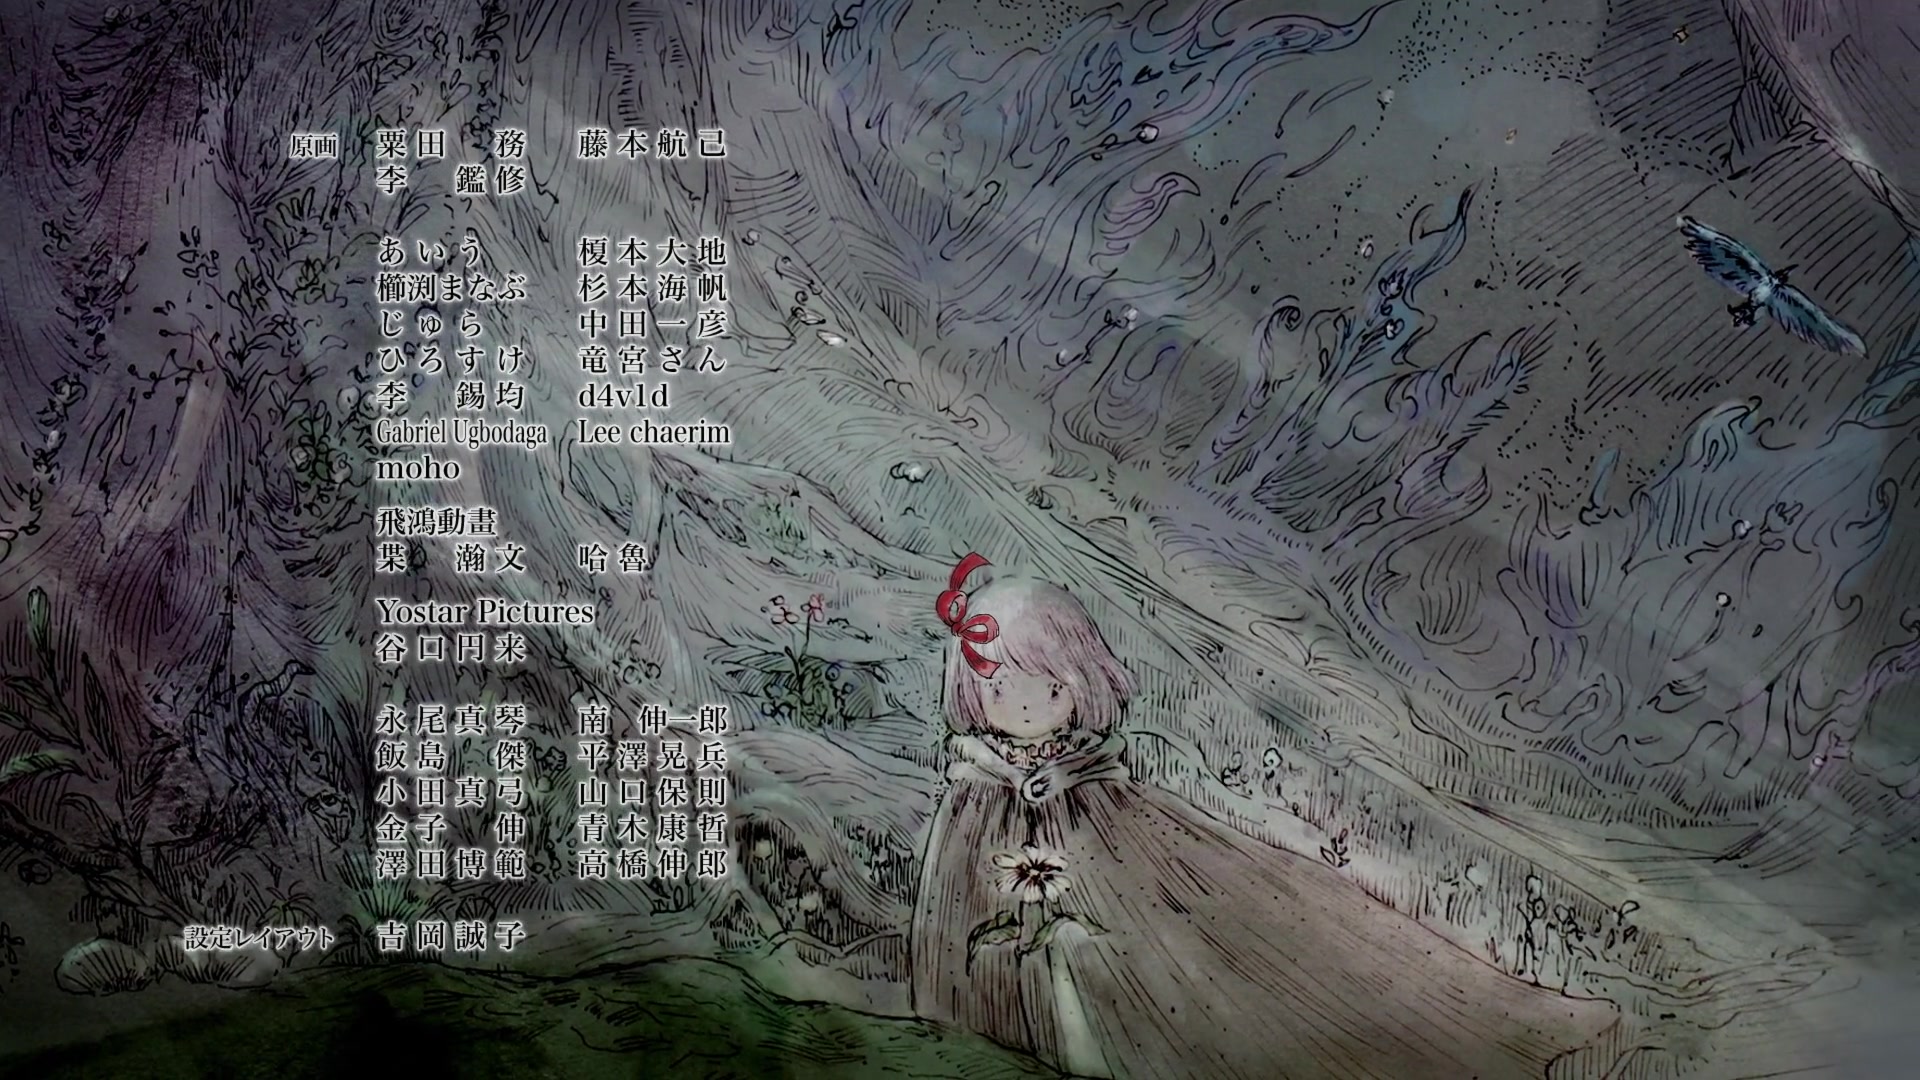 原画 粟田 務 藤本航己
李 鑑修
あいう 榎本大地
櫛渕まなぶ 杉本海帆
じゅら 中田一彦
ひろすけ 竜宮さん
李 錫均 d4v1d
Gabriel Ugbodaga Lee chaerim
moho
飛鴻動畫
枼 瀚文 哈魯
Yostar Pictures
谷口円来
永尾真琴 南 伸一郎
飯島 傑 平澤晃兵
小田真弓 山口保則
金子 伸 青木康哲
澤田博範 高橋伸郎
設定レイアウト 吉岡誠子